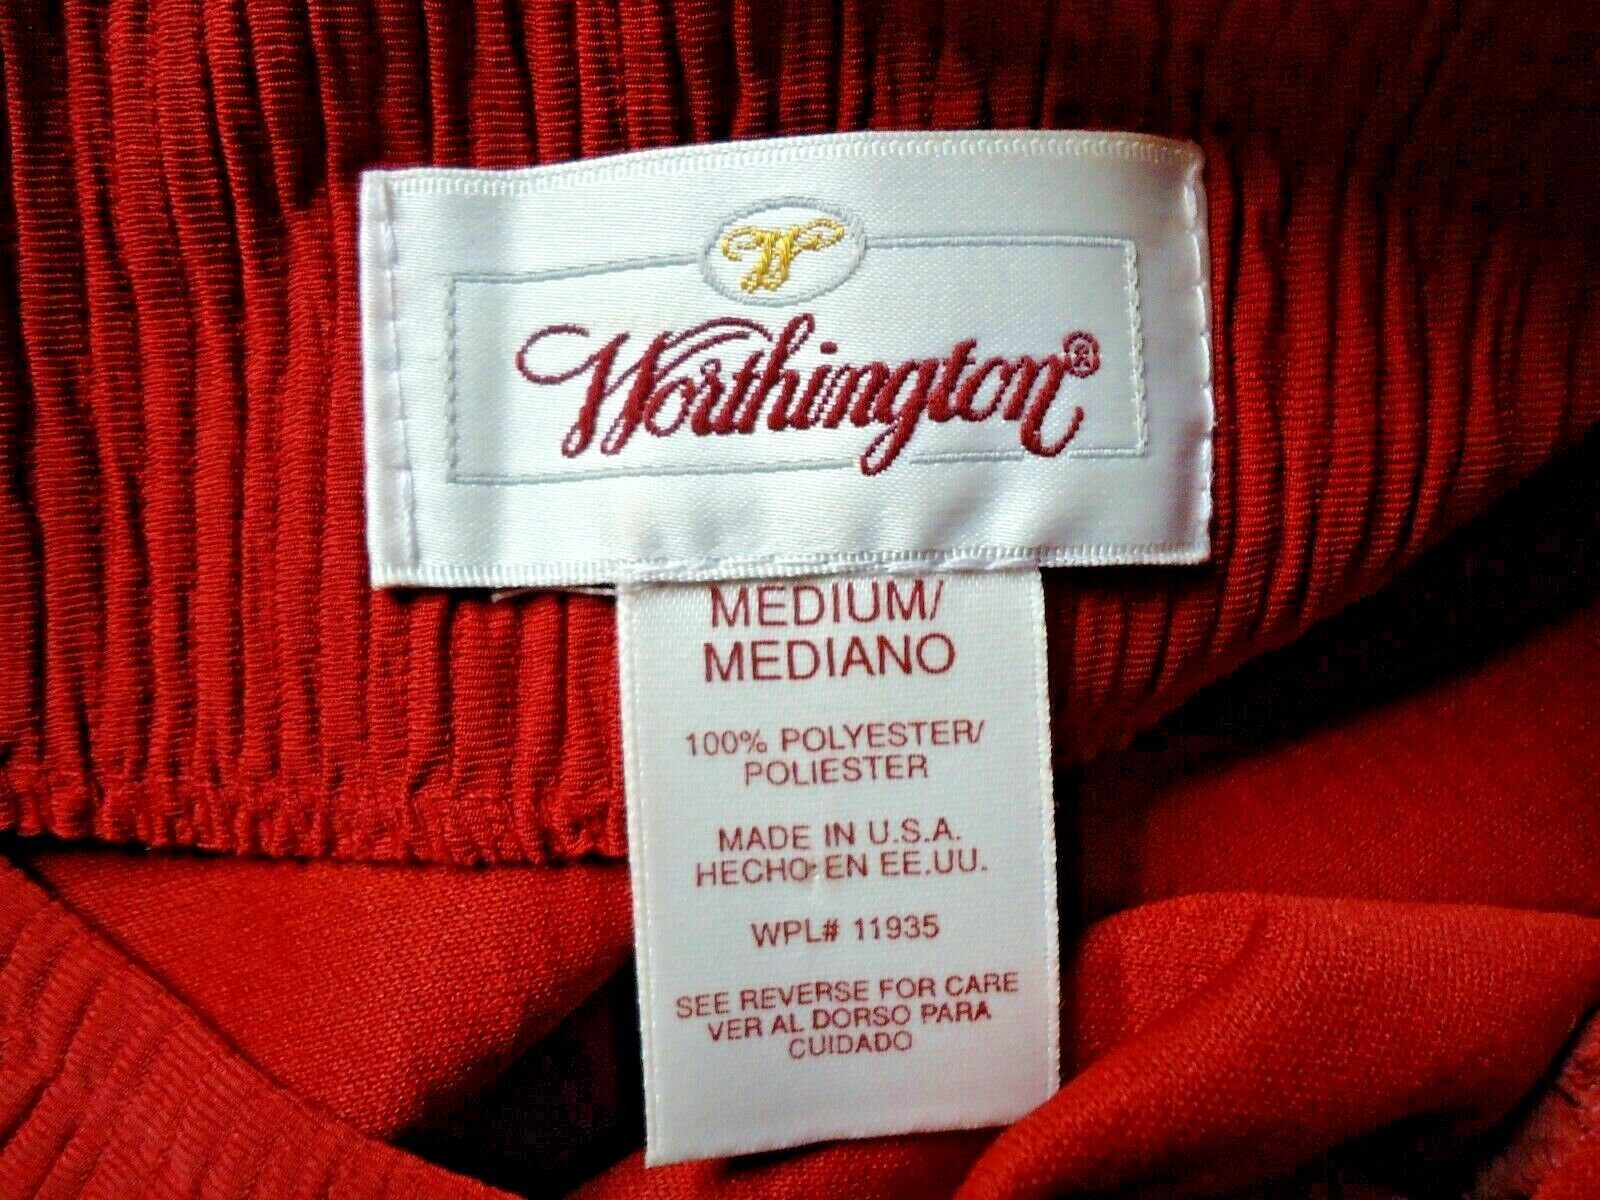 W
Worthington®
MEDIUM/
MEDIANO
100% POLYESTER/
POLIESTER
MADE IN U.S.A.
HECHO EN EE.UU.
WPL# 11935
SEE REVERSE FOR CARE
VER AL DORSO PARA
CUIDADO